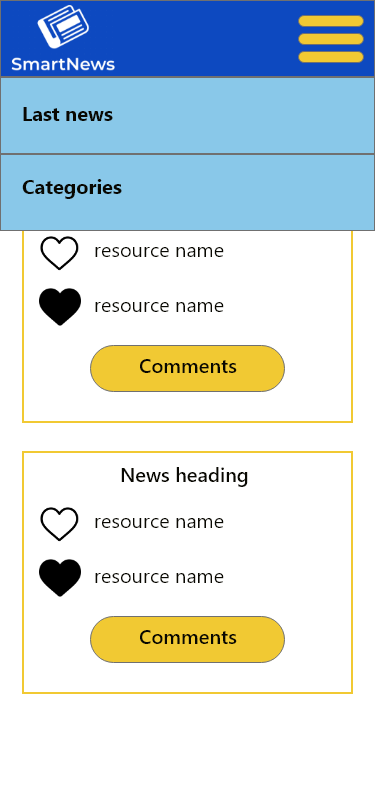 SmartNews
Last news
Categories
resource name
resource name
Comments
News heading
resource name
resource name
Comments